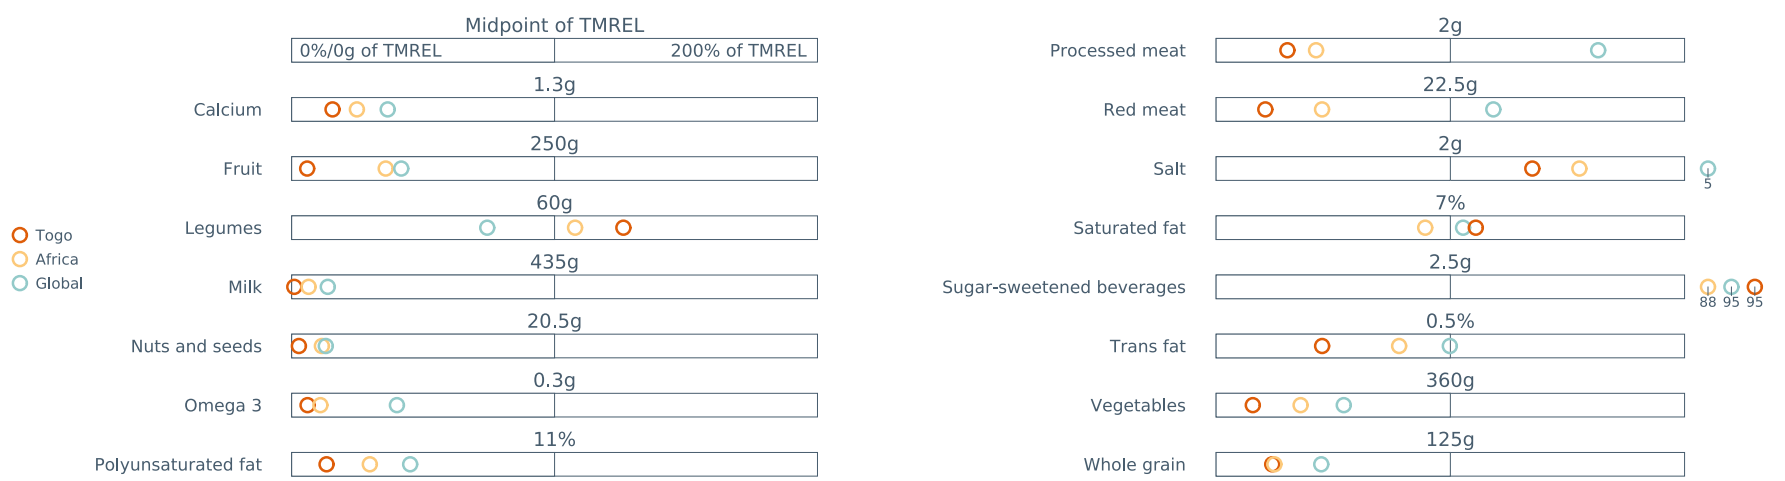 Midpoint of TMREL
0%/0g of TMREL 200% of TMREL
1.3g
Calcium
250g
Fruit
60g
Legumes
435g
Milk
20.5g
Nuts and seeds
0.3g
Omega 3
11%
Polyunsaturated fat
Togo
Africa
Global
2g
Processed meat
22.5g
Red meat
2g
Salt
5
7%
Saturated fat
2.5g
Sugar-sweetened beverages
88 95 95
0.5%
Trans fat
360g
Vegetables
125g
Whole grain